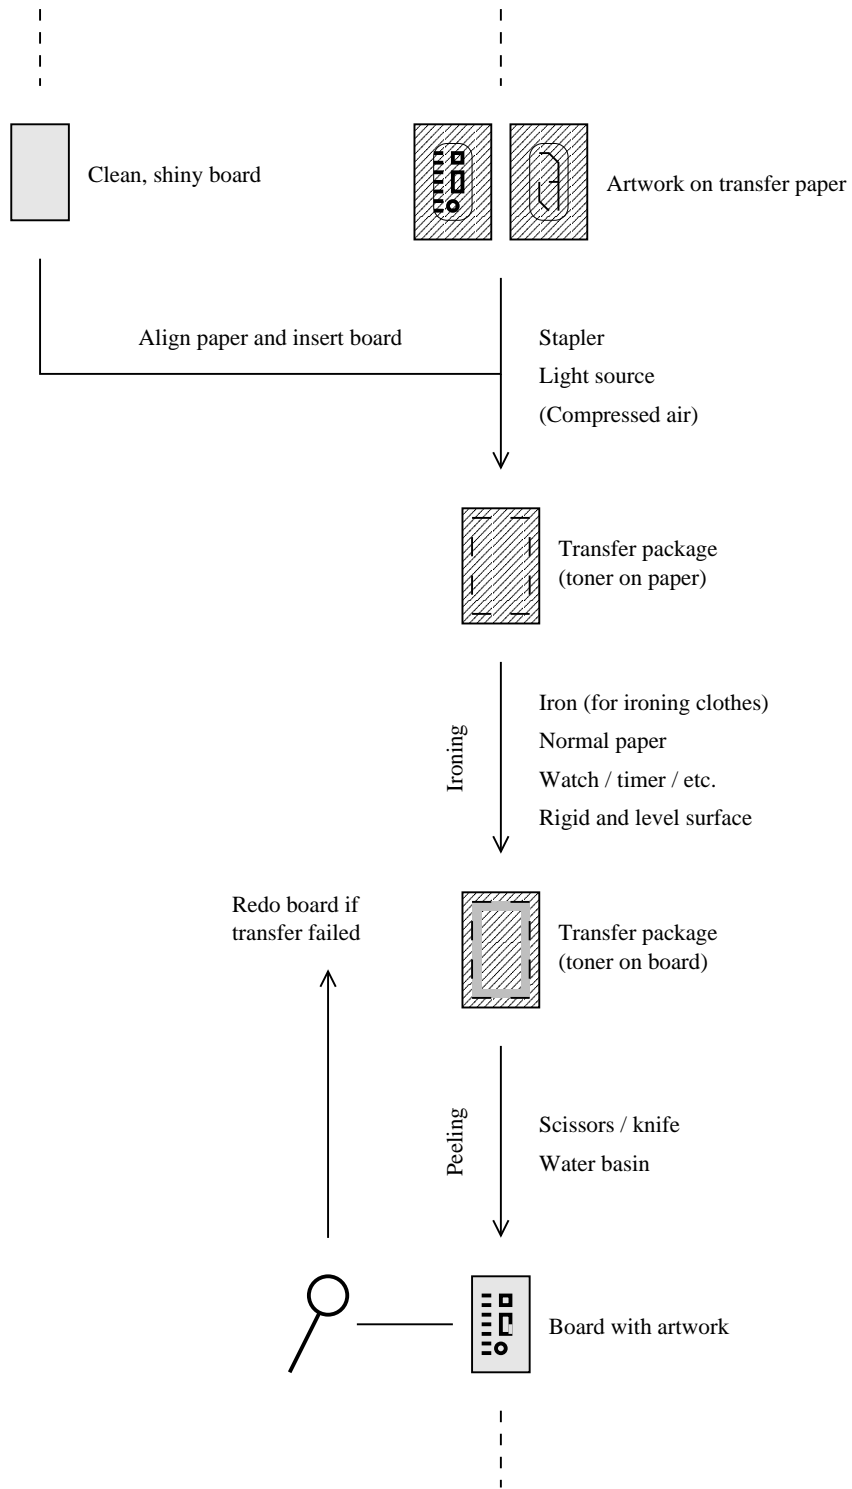 Clean, shiny board
Artwork on transfer paper
Align paper and insert board
Stapler
Light source
(Compressed air)
Transfer package
(toner on paper)
Ironing
Iron (for ironing clothes)
Normal paper
Watch / timer / etc.
Rigid and level surface
Redo board if
transfer failed
Transfer package
(toner on board)
Peeling
Scissors / knife
Water basin
Board with artwork